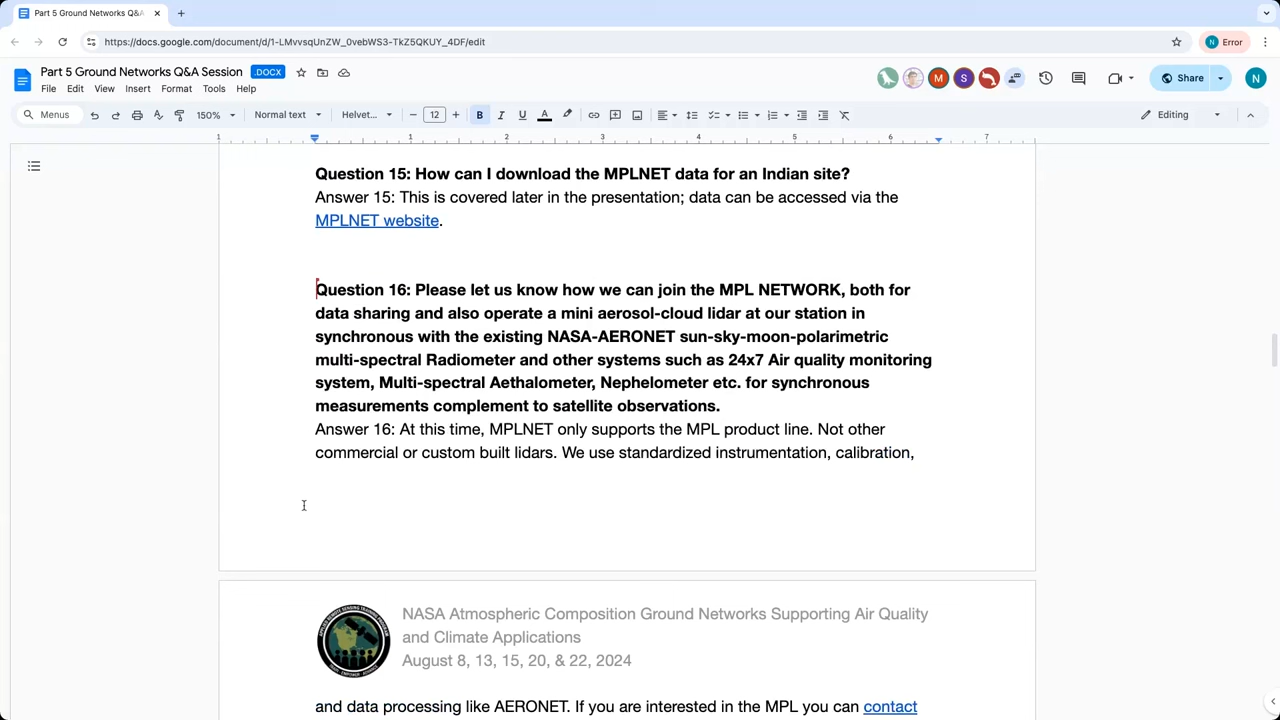 Part 5 Ground Networks Q&A
https://docs.google.com/document/d/1-LMvvsqUnZW_0vebWS3-TkZ5QKUY_4DF/edit
N Error
Part 5 Ground Networks Q&A Session .DOCX
File Edit View Insert Format Tools Help
M S Share N
Menus 150% Normal text Helvet... 12 B I U A Editing
1 1 2 3 4 5 6 7
Question 15: How can I download the MPLNET data for an Indian site?
Answer 15: This is covered later in the presentation; data can be accessed via the
MPLNET website.
Question 16: Please let us know how we can join the MPL NETWORK, both for
data sharing and also operate a mini aerosol-cloud lidar at our station in
synchronous with the existing NASA-AERONET sun-sky-moon-polarimetric
multi-spectral Radiometer and other systems such as 24x7 Air quality monitoring
system, Multi-spectral Aethalometer, Nephelometer etc. for synchronous
measurements complement to satellite observations.
Answer 16: At this time, MPLNET only supports the MPL product line. Not other
commercial or custom built lidars. We use standardized instrumentation, calibration,
NASA Atmospheric Composition Ground Networks Supporting Air Quality
and Climate Applications
August 8, 13, 15, 20, & 22, 2024
and data processing like AERONET. If you are interested in the MPL you can contact